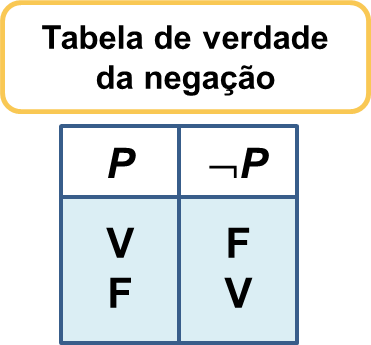 Tabela de verdade
da negação
P ¬P
V F
F V